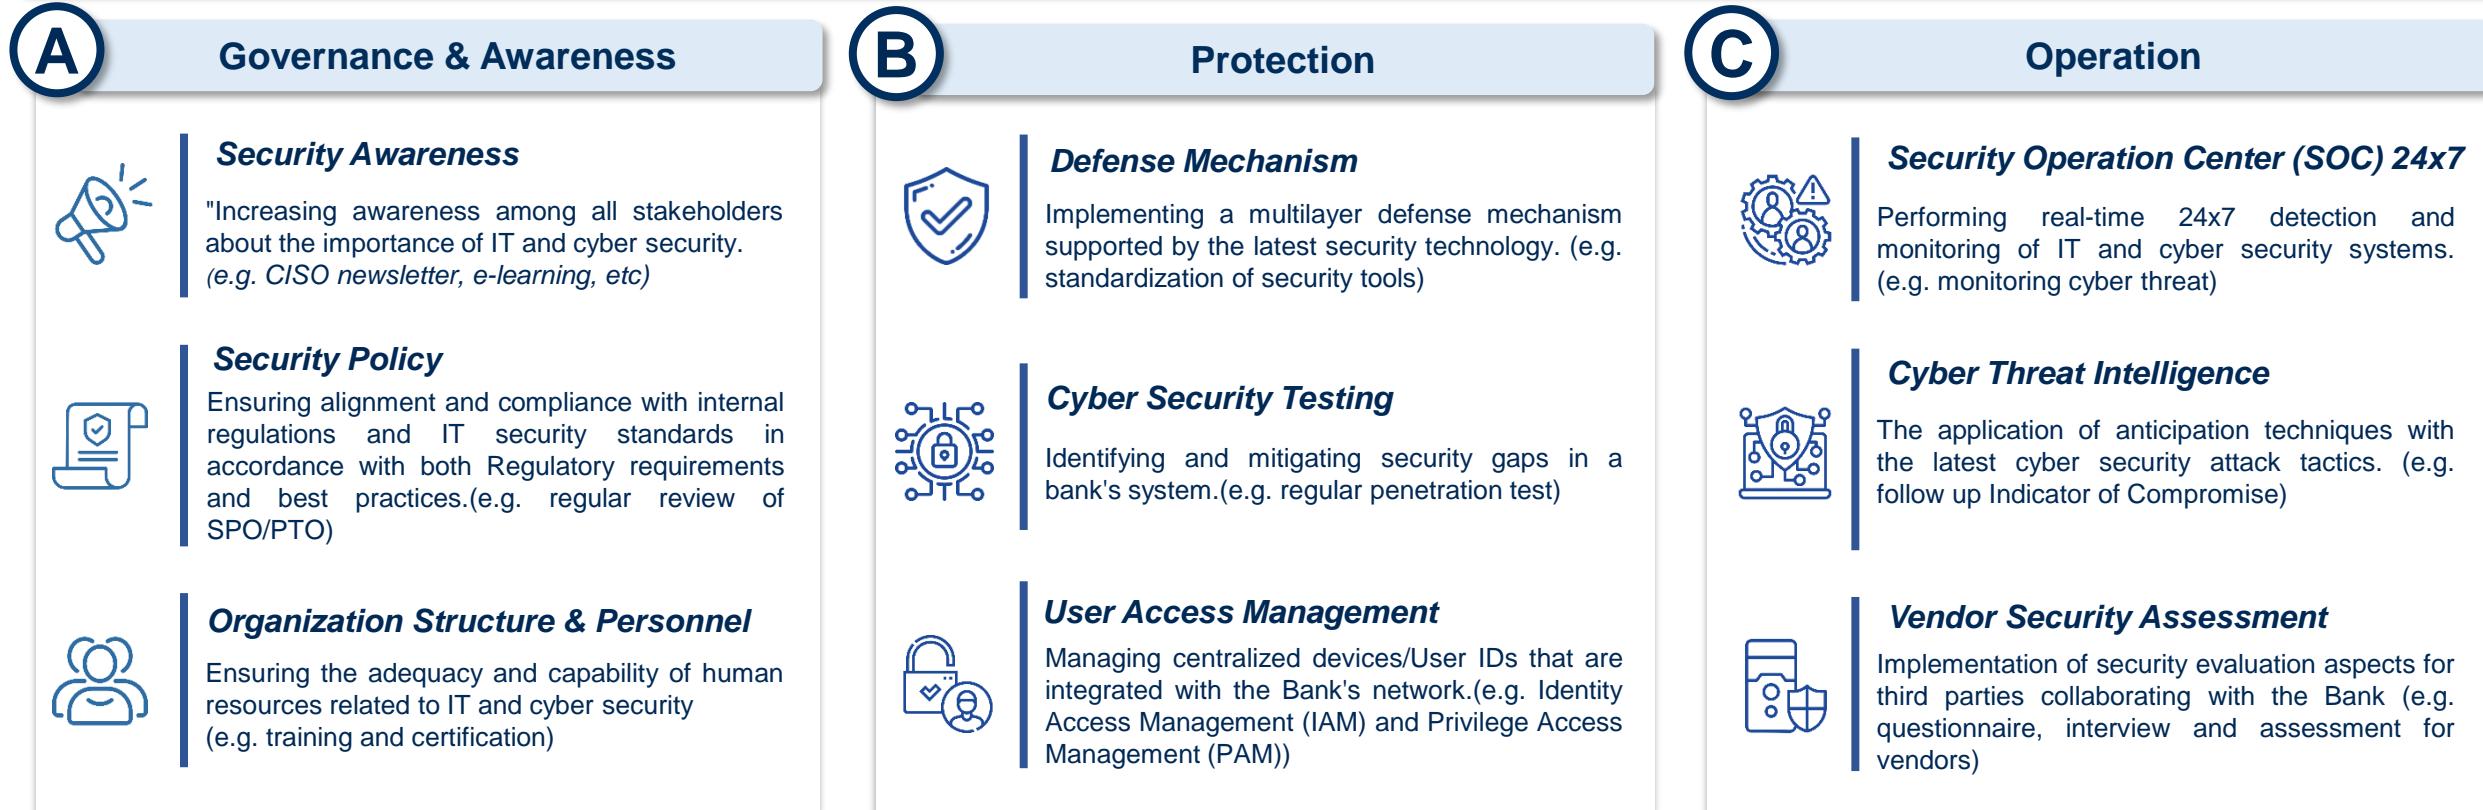 A
Governance & Awareness
Security Awareness
"Increasing awareness among all stakeholders
about the importance of IT and cyber security.
(e.g. CISO newsletter, e-learning, etc)
Security Policy
Ensuring alignment and compliance with internal
regulations and IT security standards in
accordance with both Regulatory requirements
and best practices.(e.g. regular review of
SPO/PTO)
Organization Structure & Personnel
Ensuring the adequacy and capability of human
resources related to IT and cyber security
(e.g. training and certification)
B
Protection
Defense Mechanism
Implementing a multilayer defense mechanism
supported by the latest security technology. (e.g.
standardization of security tools)
Cyber Security Testing
Identifying and mitigating security gaps in a
bank's system.(e.g. regular penetration test)
User Access Management
Managing centralized devices/User IDs that are
integrated with the Bank's network.(e.g. Identity
Access Management (IAM) and Privilege Access
Management (PAM))
C
Operation
Security Operation Center (SOC) 24x7
Performing real-time 24x7 detection and
monitoring of IT and cyber security systems.
(e.g. monitoring cyber threat)
Cyber Threat Intelligence
The application of anticipation techniques with
the latest cyber security attack tactics. (e.g.
follow up Indicator of Compromise)
Vendor Security Assessment
Implementation of security evaluation aspects for
third parties collaborating with the Bank (e.g.
questionnaire, interview and assessment for
vendors)